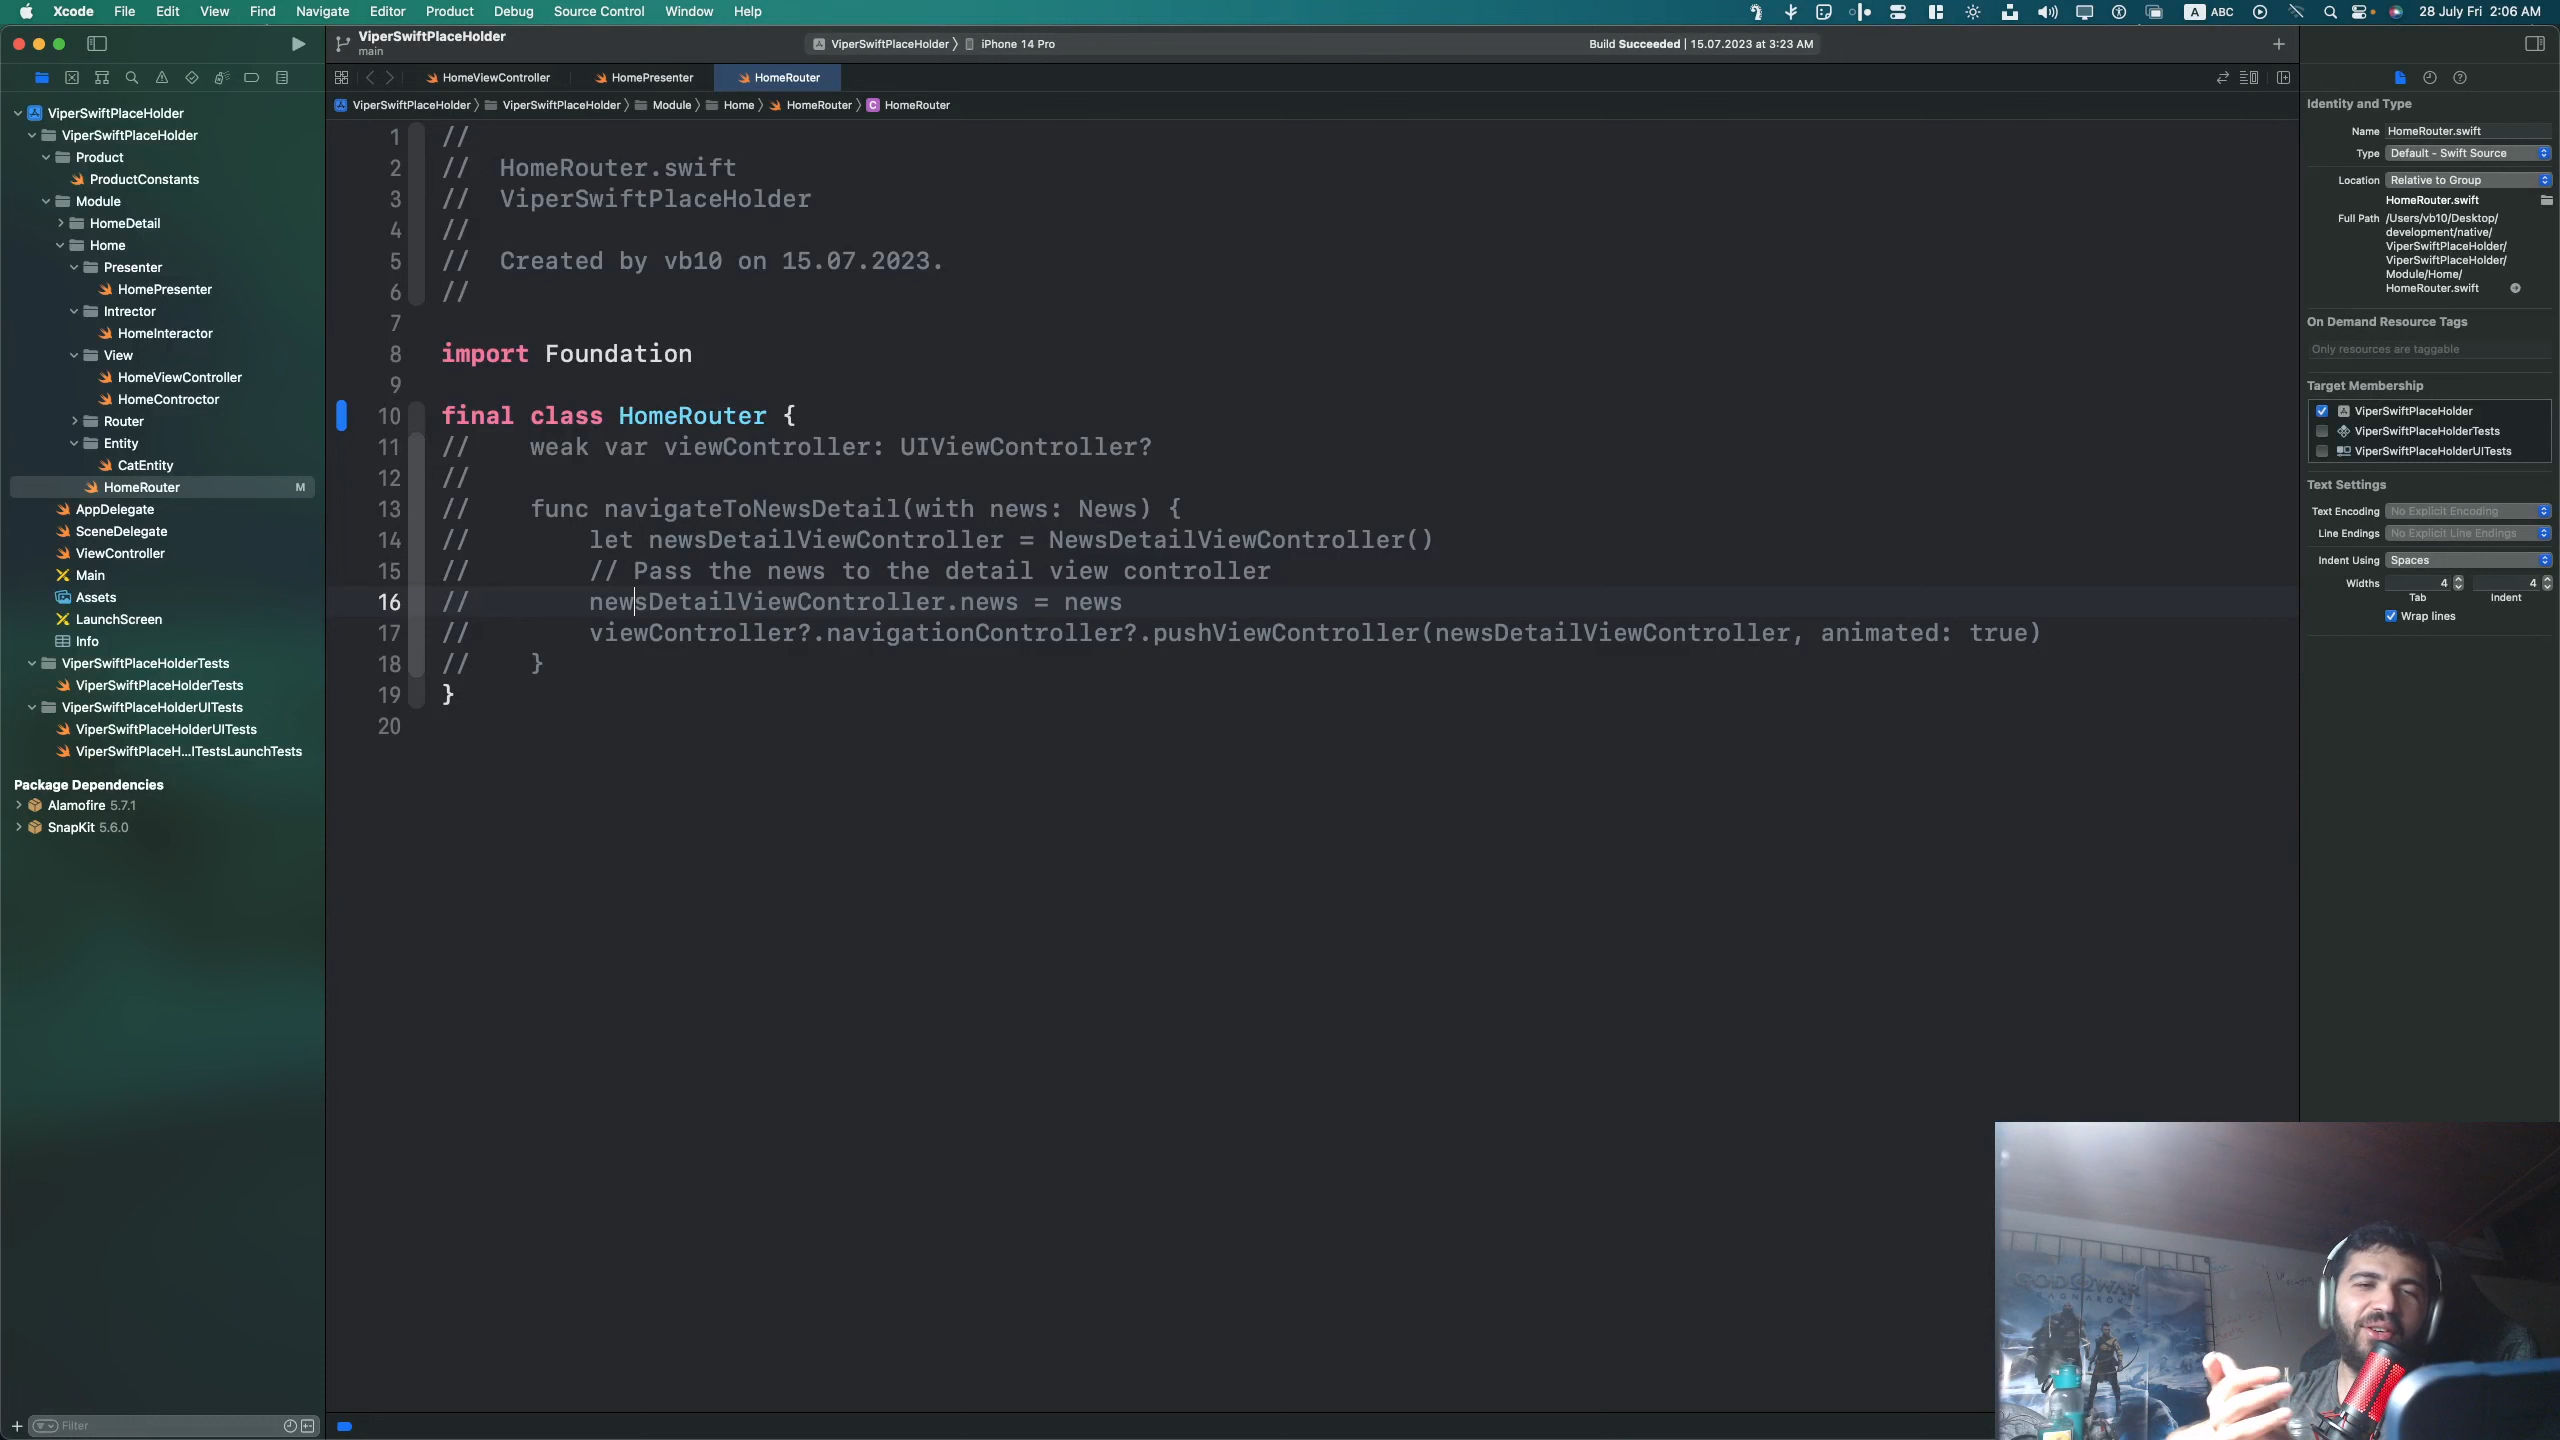 Xcode File Edit View Find Navigate Editor Product Debug Source Control Window Help
A ABC 28 July Fri 2:06 AM
ViperSwiftPlaceHolder
main
ViperSwiftPlaceHolder iPhone 14 Pro
Build Succeeded | 15.07.2023 at 3:23 AM
HomeViewController HomePresenter HomeRouter
ViperSwiftPlaceHolder ViperSwiftPlaceHolder Module Home HomeRouter C HomeRouter
ViperSwiftPlaceHolder
ViperSwiftPlaceHolder
Product
ProductConstants
Module
HomeDetail
Home
Presenter
HomePresenter
Intrector
HomeInteractor
View
HomeViewController
HomeControctor
Router
Entity
CatEntity
HomeRouter M
AppDelegate
SceneDelegate
ViewController
Main
Assets
LaunchScreen
Info
ViperSwiftPlaceHolderTests
ViperSwiftPlaceHolderTests
ViperSwiftPlaceHolderUITests
ViperSwiftPlaceHolderUITests
ViperSwiftPlaceH...ITestsLaunchTests
Package Dependencies
Alamofire 5.7.1
SnapKit 5.6.0
Filter
1 //
2 // HomeRouter.swift
3 // ViperSwiftPlaceHolder
4 //
5 // Created by vb10 on 15.07.2023.
6 //
7
8 import Foundation
9
10 final class HomeRouter {
11 // weak var viewController: UIViewController?
12 //
13 // func navigateToNewsDetail(with news: News) {
14 // let newsDetailViewController = NewsDetailViewController()
15 // // Pass the news to the detail view controller
16 // newsDetailViewController.news = news
17 // viewController?.navigationController?.pushViewController(newsDetailViewController, animated: true)
18 // }
19 }
20
Identity and Type
Name HomeRouter.swift
Type Default - Swift Source
Location Relative to Group
HomeRouter.swift
Full Path /Users/vb10/Desktop/
development/native/
ViperSwiftPlaceHolder/
ViperSwiftPlaceHolder/
Module/Home/
HomeRouter.swift
On Demand Resource Tags
Only resources are taggable
Target Membership
ViperSwiftPlaceHolder
ViperSwiftPlaceHolderTests
ViperSwiftPlaceHolderUITests
Text Settings
Text Encoding No Explicit Encoding
Line Endings No Explicit Line Endings
Indent Using Spaces
Widths 4 4
Tab Indent
Wrap lines
GOD OF WAR
RAGNARÖK